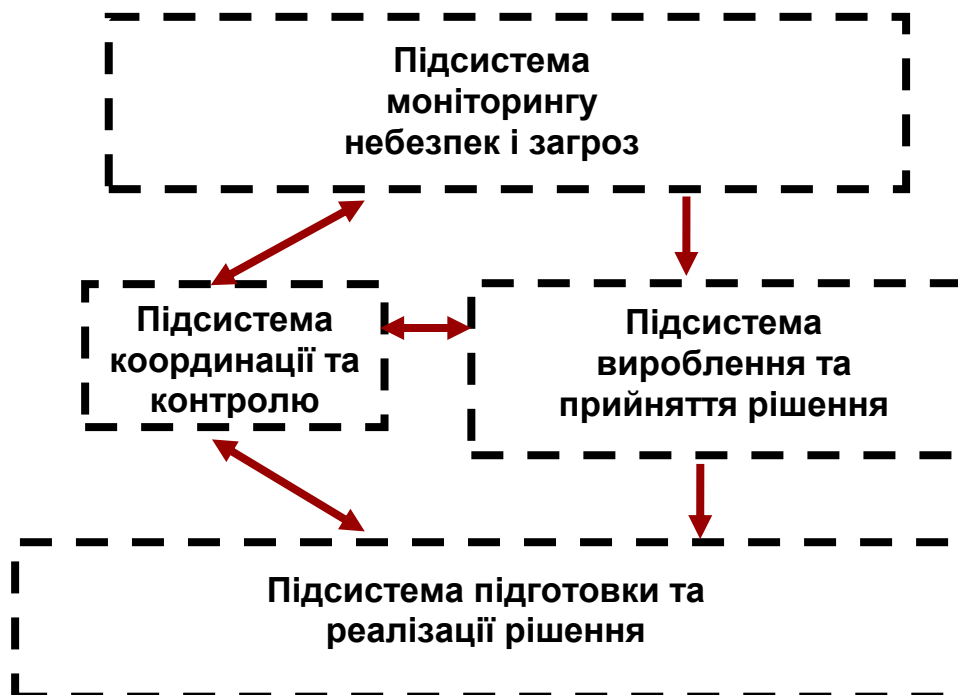 Підсистема
моніторингу
небезпек і загроз
Підсистема
координації та
контролю
Підсистема
вироблення та
прийняття рішення
Підсистема підготовки та
реалізації рішення